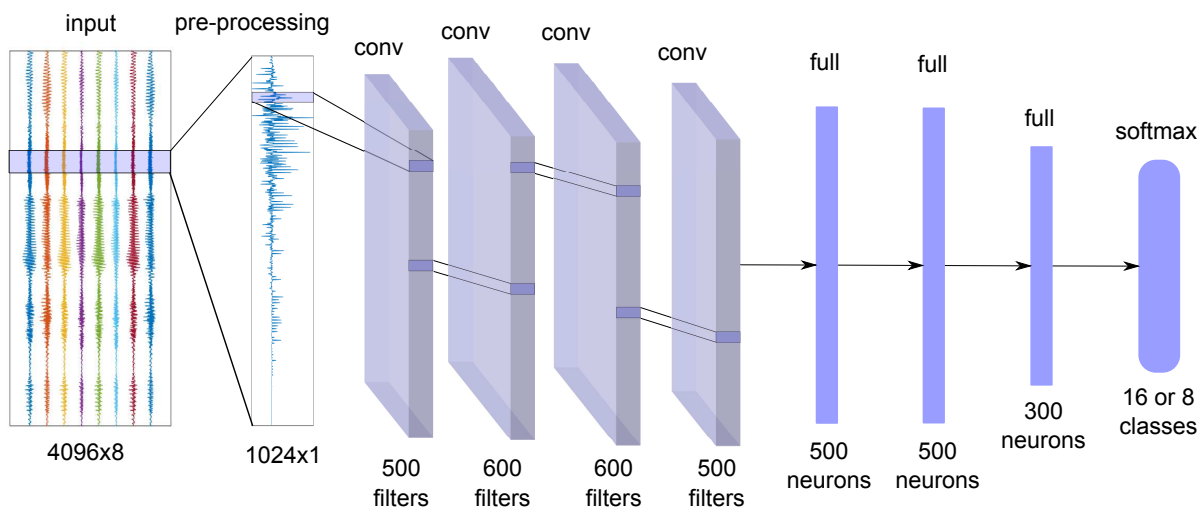 input
pre-processing
conv
conv
conv
conv
full
full
full
softmax
4096x8
1024x1
500
filters
600
filters
600
filters
500
filters
500
neurons
500
neurons
300
neurons
16 or 8
classes